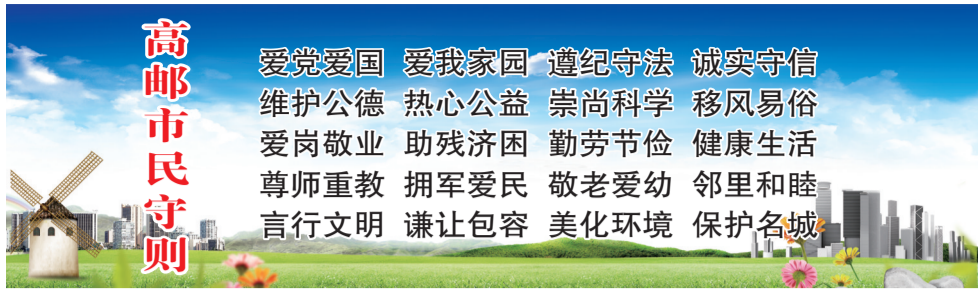 高邮市民守则
爱党爱国 爱我家园 遵纪守法 诚实守信
维护公德 热心公益 崇尚科学 移风易俗
爱岗敬业 助残济困 勤劳节俭 健康生活
尊师重教 拥军爱民 敬老爱幼 邻里和睦
言行文明 谦让包容 美化环境 保护名城